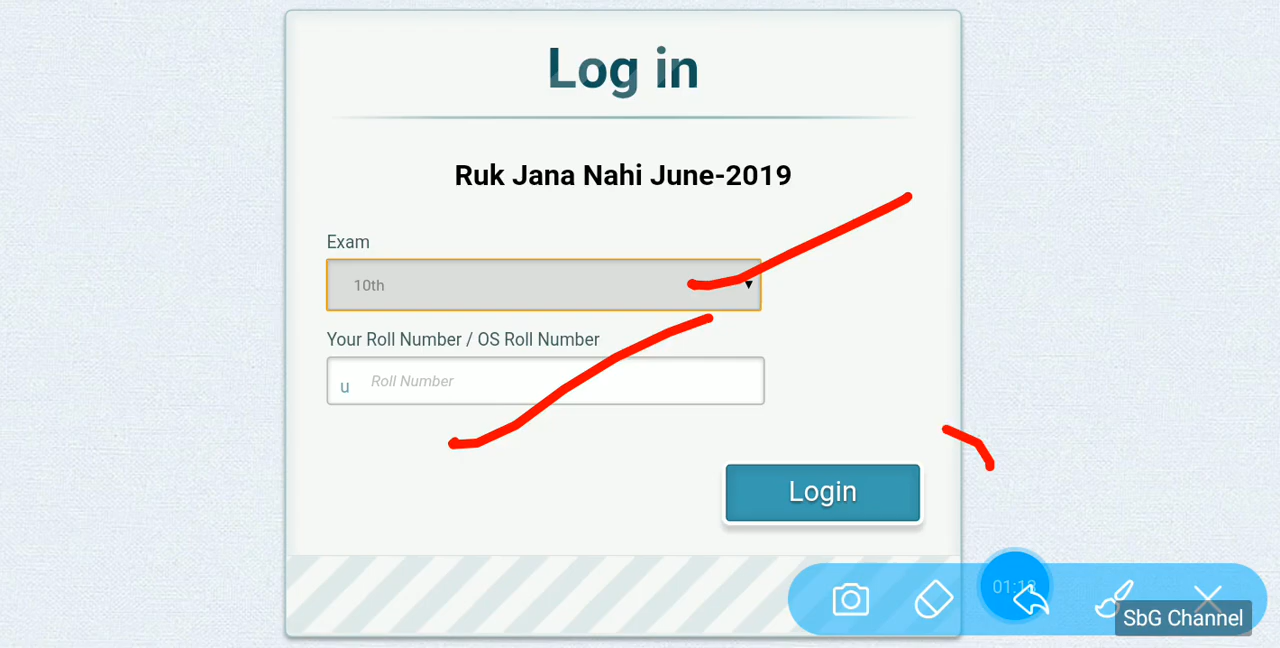 Log in
Ruk Jana Nahi June-2019
Exam
10th
Your Roll Number / OS Roll Number
u Roll Number
Login
SbG Channel